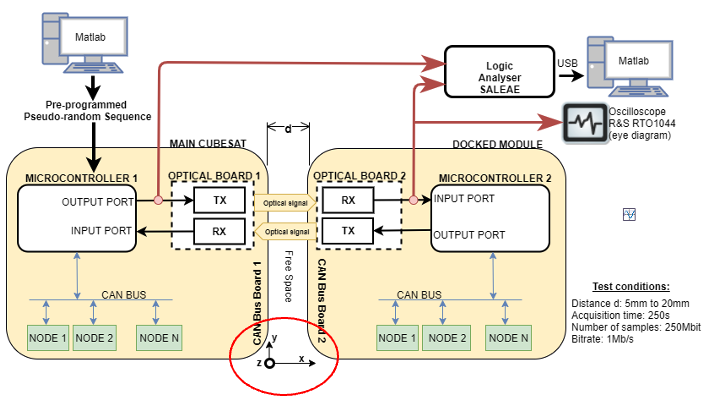 Matlab
Pre-programmed
Pseudo-random Sequence
Logic
Analyser
SALEAE
USB
Matlab
Oscilloscope
R&S RTO1044
(eye diagram)
MAIN CUBESAT
d
DOCKED MODULE
MICROCONTROLLER 1
OPTICAL BOARD 1
OPTICAL BOARD 2
MICROCONTROLLER 2
OUTPUT PORT
TX
Optical signal
RX
INPUT PORT
INPUT PORT
RX
Optical signal
TX
OUTPUT PORT
CAN Bus Board 1
Free Space
CAN Bus Board 2
CAN BUS
CAN BUS
NODE 1
NODE 2
NODE N
NODE 1
NODE 2
NODE N
y
z
x
Test conditions:
Distance d: 5mm to 20mm
Acquisition time: 250s
Number of samples: 250Mbit
Bitrate: 1Mb/s